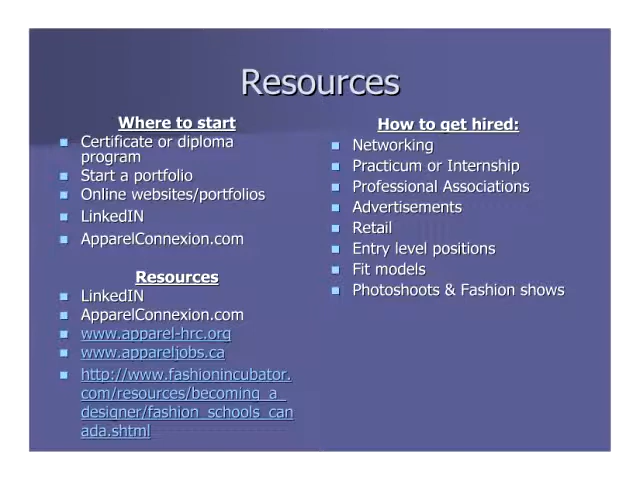 Resources
Where to start
Certificate or diploma
program
Start a portfolio
Online websites/portfolios
LinkedIN
ApparelConnexion.com
Resources
LinkedIN
ApparelConnexion.com
www.apparel-hrc.org
www.appareljobs.ca
http://www.fashionincubator.
com/resources/becoming_a_
designer/fashion_schools_can
ada.shtml
How to get hired:
Networking
Practicum or Internship
Professional Associations
Advertisements
Retail
Entry level positions
Fit models
Photoshoots & Fashion shows